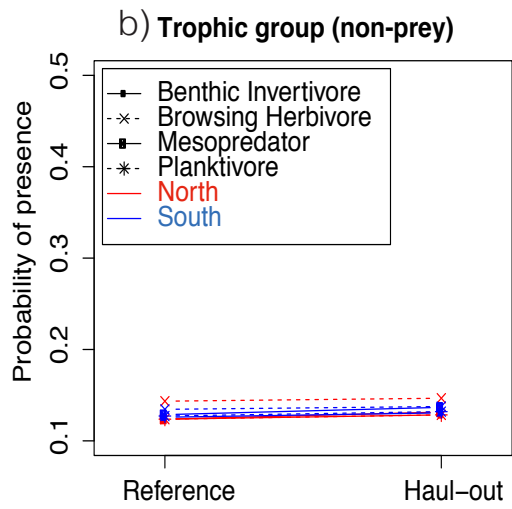 b) Trophic group (non-prey)
Benthic Invertivore
Browsing Herbivore
Mesopredator
Planktivore
North
South
Probability of presence
0.5
0.4
0.3
0.2
0.1
Reference
Haul-out